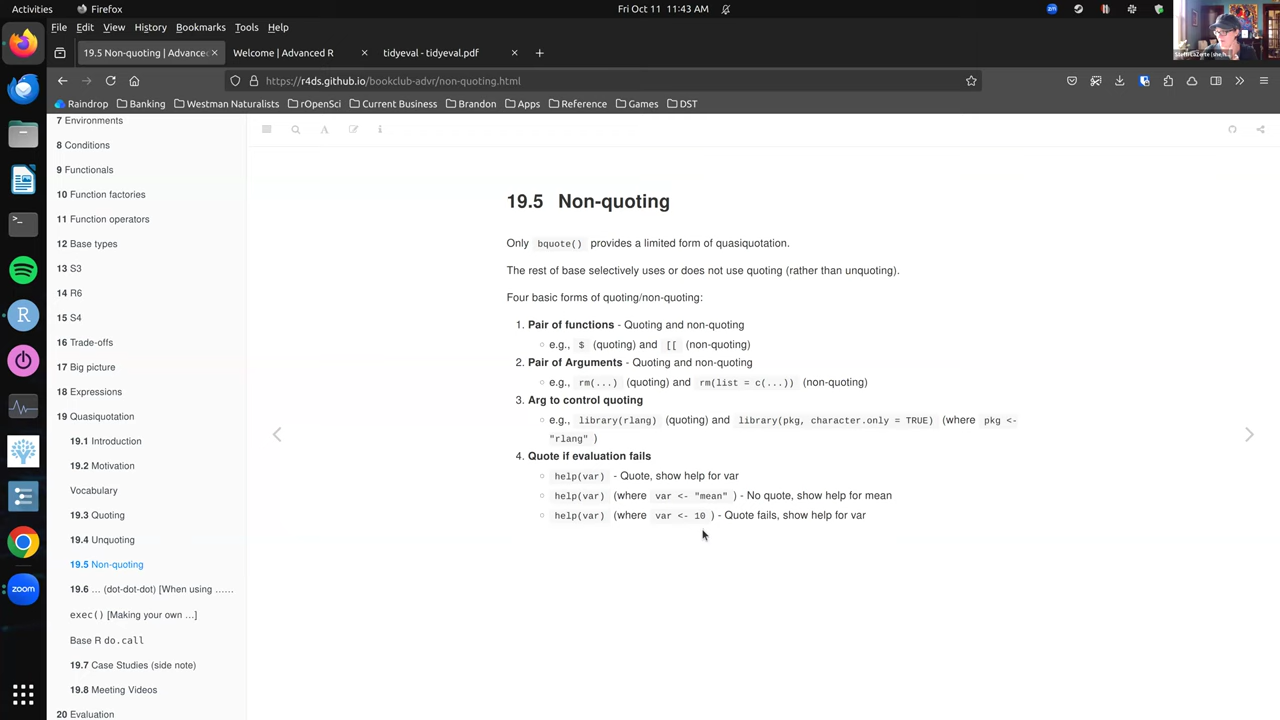 Activities
Firefox
Fri Oct 11 11:43 AM
File Edit View History Bookmarks Tools Help
19.5 Non-quoting | Advance
Welcome | Advanced R
tidyeval - tidyeval.pdf
https://r4ds.github.io/bookclub-advr/non-quoting.html
Raindrop Banking Westman Naturalists rOpenSci Current Business Brandon Apps Reference Games DST
7 Environments
8 Conditions
9 Functionals
10 Function factories
11 Function operators
12 Base types
13 S3
14 R6
15 S4
16 Trade-offs
17 Big picture
18 Expressions
19 Quasiquotation
19.1 Introduction
19.2 Motivation
Vocabulary
19.3 Quoting
19.4 Unquoting
19.5 Non-quoting
19.6 ... (dot-dot-dot) [When using ……
exec() [Making your own ...]
Base R do.call
19.7 Case Studies (side note)
19.8 Meeting Videos
20 Evaluation
19.5 Non-quoting
Only bquote() provides a limited form of quasiquotation.
The rest of base selectively uses or does not use quoting (rather than unquoting).
Four basic forms of quoting/non-quoting:
1. Pair of functions - Quoting and non-quoting
e.g., $ (quoting) and [[ (non-quoting)
2. Pair of Arguments - Quoting and non-quoting
e.g., rm(...) (quoting) and rm(list = c(...)) (non-quoting)
3. Arg to control quoting
e.g., library(rlang) (quoting) and library(pkg, character.only = TRUE) (where pkg <-
"rlang" )
4. Quote if evaluation fails
help(var) - Quote, show help for var
help(var) (where var <- "mean" ) - No quote, show help for mean
help(var) (where var <- 10 ) - Quote fails, show help for var
zm
zoom
R